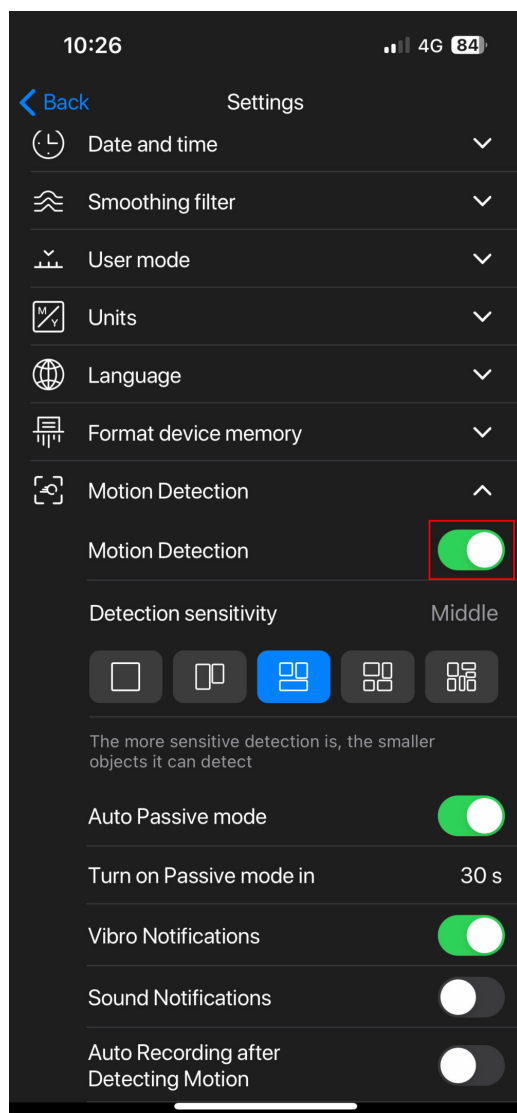 10:26
4G 84
Back Settings
Date and time
Smoothing filter
User mode
M/Y Units
Language
Format device memory
Motion Detection
Motion Detection
Detection sensitivity Middle
The more sensitive detection is, the smaller
objects it can detect
Auto Passive mode
Turn on Passive mode in 30 s
Vibro Notifications
Sound Notifications
Auto Recording after
Detecting Motion